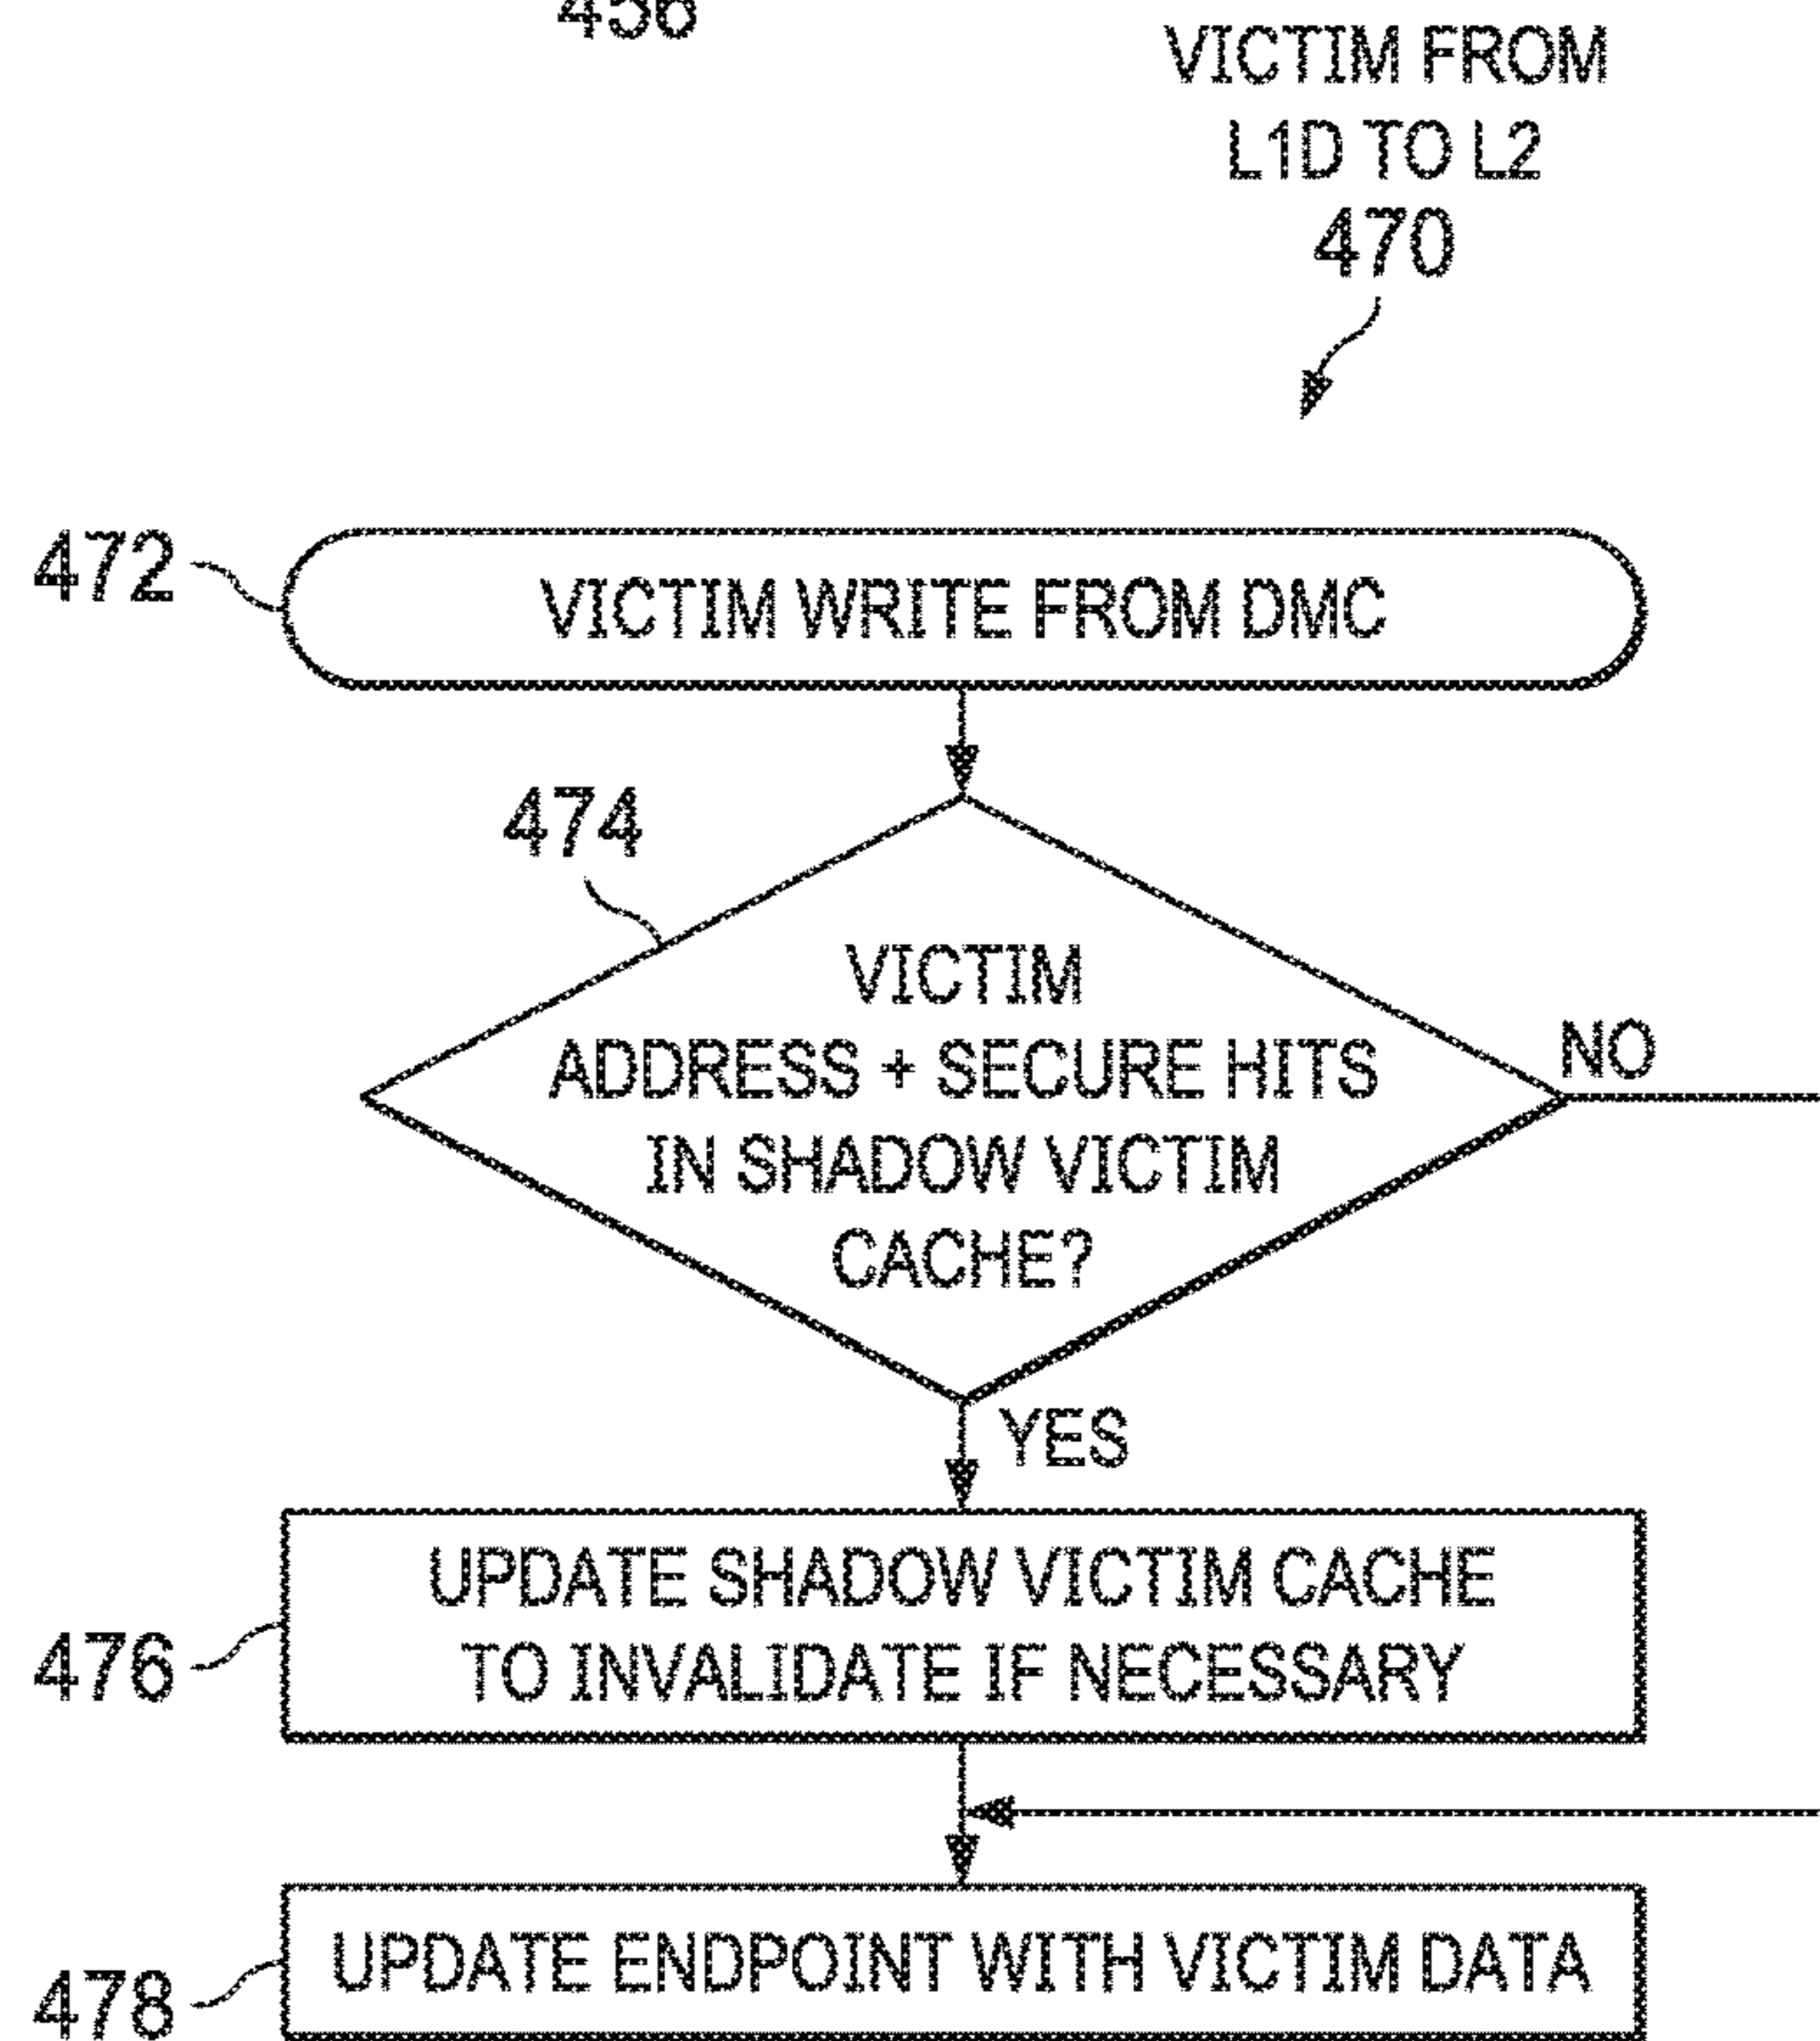 456
VICTIM FROM
L1D TO L2
470
472
VICTIM WRITE FROM DMC
474
VICTIM
ADDRESS + SECURE HITS
IN SHADOW VICTIM
CACHE?
NO
YES
UPDATE SHADOW VICTIM CACHE
TO INVALIDATE IF NECESSARY
476
UPDATE ENDPOINT WITH VICTIM DATA
478